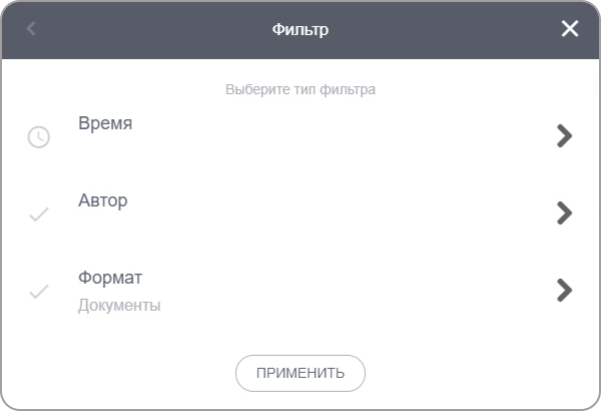 Фильтр
Выберите тип фильтра
Время
Автор
Формат
Документы
ПРИМЕНИТЬ